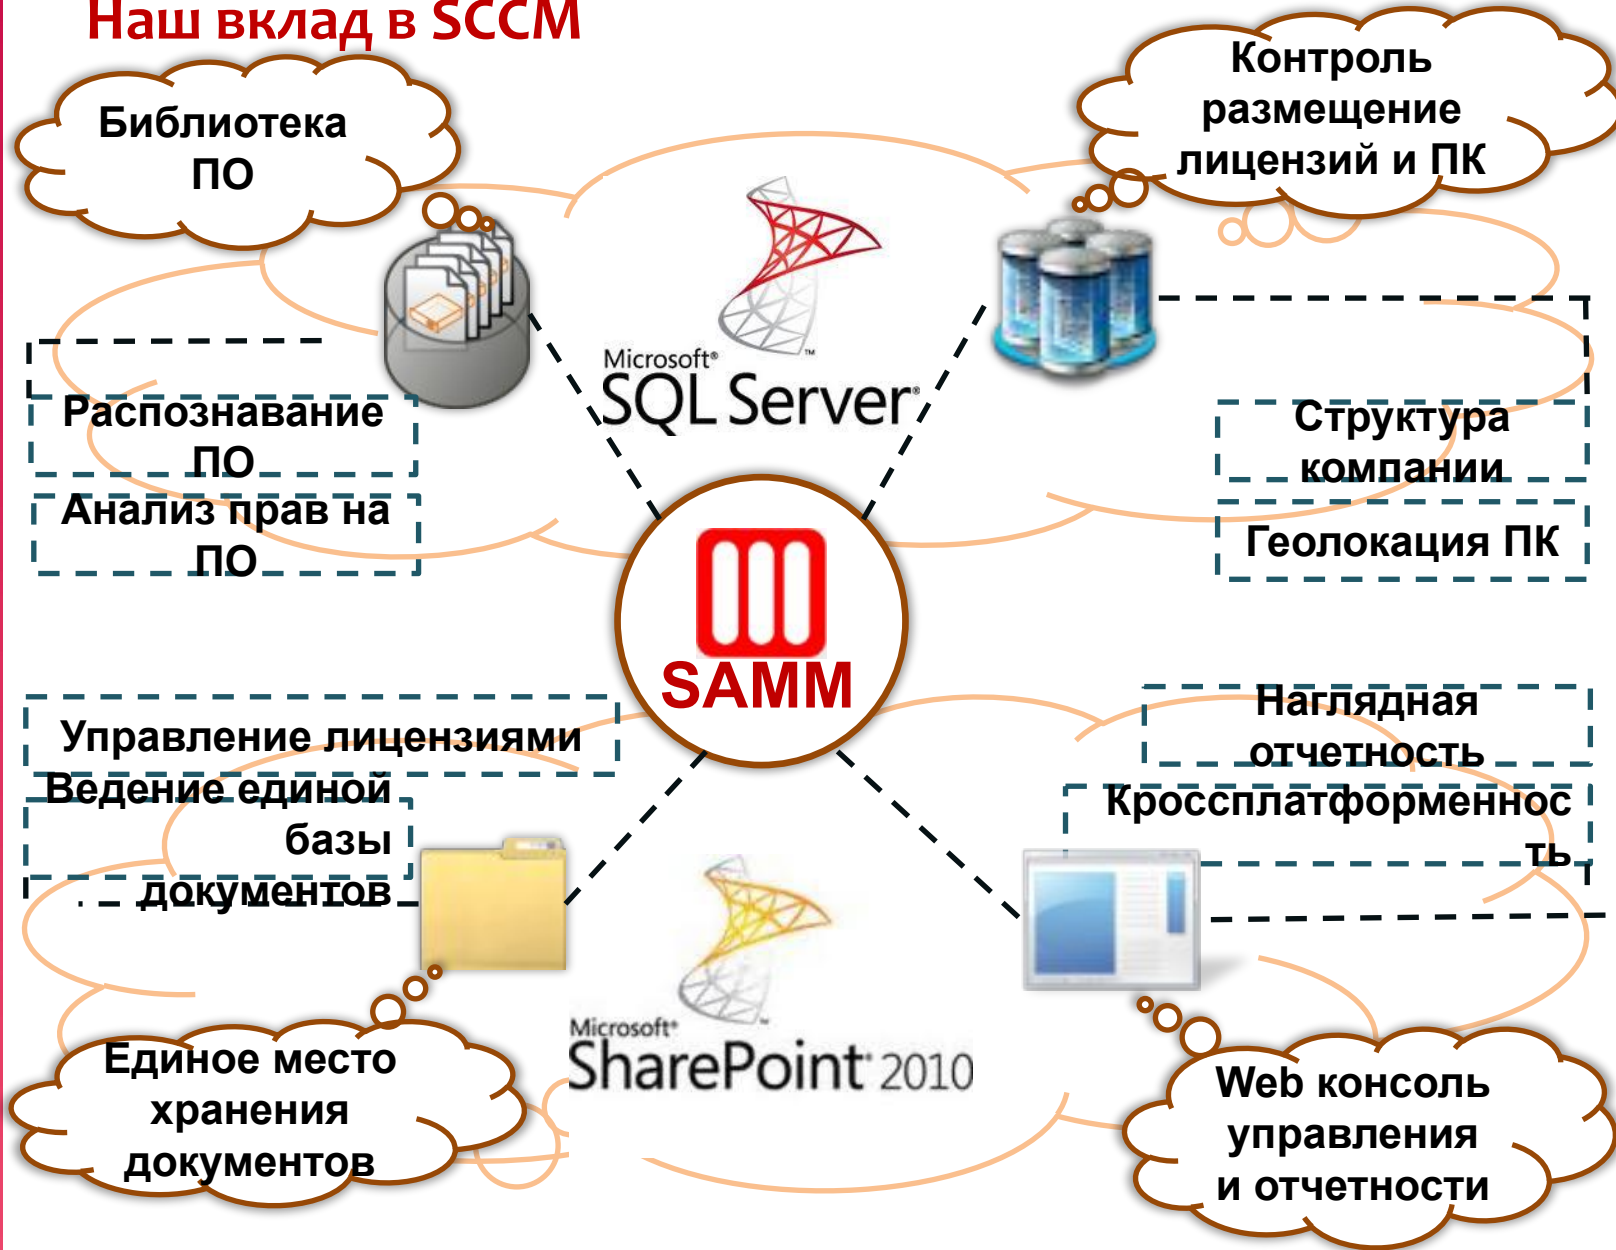 Наш вклад в SCCM
Библиотека
ПО
Контроль
размещение
лицензий и ПК
Microsoft®
SQL Server®
Распознавание
ПО
Анализ прав на
ПО
Структура
компании
Геолокация ПК
SAMM
Управление лицензиями
Ведение единой
базы
документов
Наглядная
отчетность
Кроссплатформеннос
ть
Microsoft®
SharePoint® 2010
Единое место
хранения
документов
Web консоль
управления
и отчетности